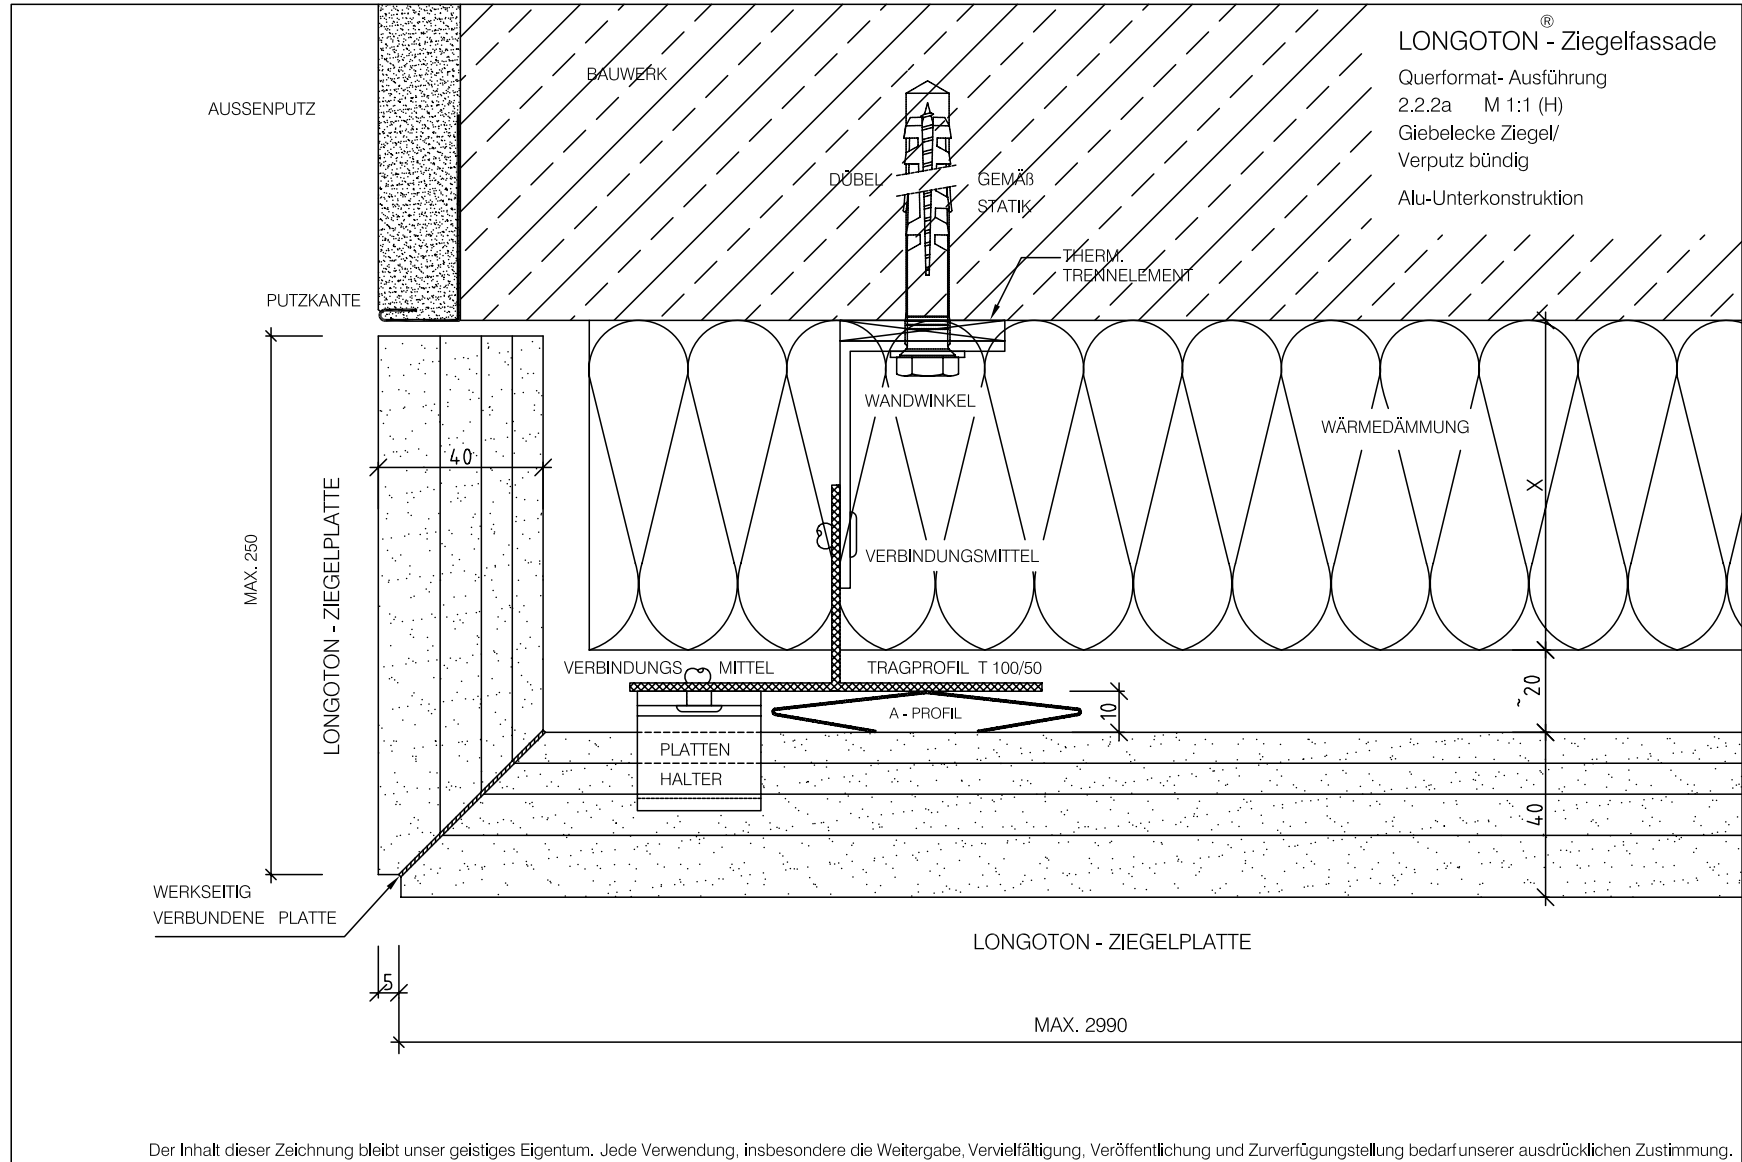 LONGOTON® - Ziegelfassade
Querformat- Ausführung
2.2.2a M 1:1 (H)
Giebelecke Ziegel/
Verputz bündig
Alu-Unterkonstruktion
BAUWERK
AUSSENPUTZ
DÜBEL GEMÄß
STATIK
THERM.
TRENNELEMENT
PUTZKANTE
WANDWINKEL
WÄRMEDÄMMUNG
40
X
LONGOTON - ZIEGELPLATTE
MAX. 250
VERBINDUNGSMITTEL
VERBINDUNGS MITTEL
TRAGPROFIL T 100/50
~20
10
A - PROFIL
PLATTEN
HALTER
40
WERKSEITIG
VERBUNDENE PLATTE
LONGOTON - ZIEGELPLATTE
5
MAX. 2990
Der Inhalt dieser Zeichnung bleibt unser geistiges Eigentum. Jede Verwendung, insbesondere die Weitergabe, Vervielfältigung, Veröffentlichung und Zurverfügungstellung bedarf unserer ausdrücklichen Zustimmung.